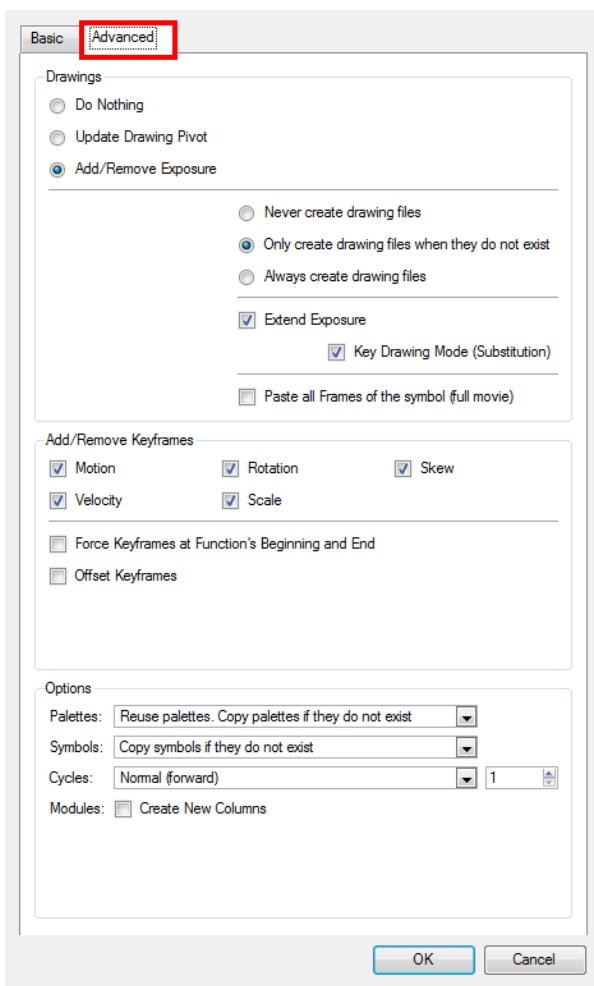 Basic Advanced
Drawings
Do Nothing
Update Drawing Pivot
Add/Remove Exposure
Never create drawing files
Only create drawing files when they do not exist
Always create drawing files
Extend Exposure
Key Drawing Mode (Substitution)
Paste all Frames of the symbol (full movie)
Add/Remove Keyframes
Motion Rotation Skew
Velocity Scale
Force Keyframes at Function's Beginning and End
Offset Keyframes
Options
Palettes: Reuse palettes. Copy palettes if they do not exist
Symbols: Copy symbols if they do not exist
Cycles: Normal (forward) 1
Modules: Create New Columns
OK Cancel